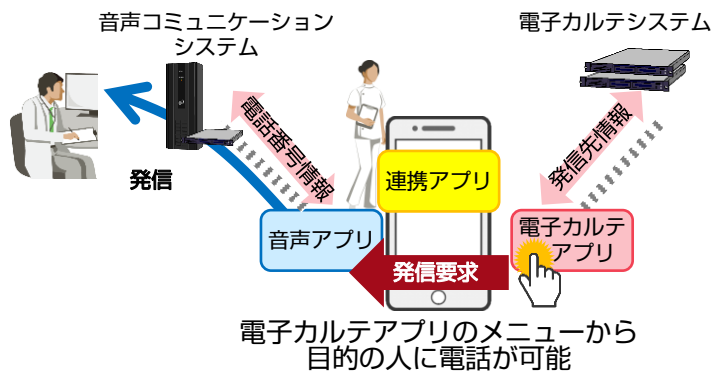 音声コミュニケーション
システム
電子カルテシステム
電話番号情報
発信先情報
発信
連携アプリ
音声アプリ
電子カルテ
アプリ
発信要求
電子カルテアプリのメニューから
目的の人に電話が可能